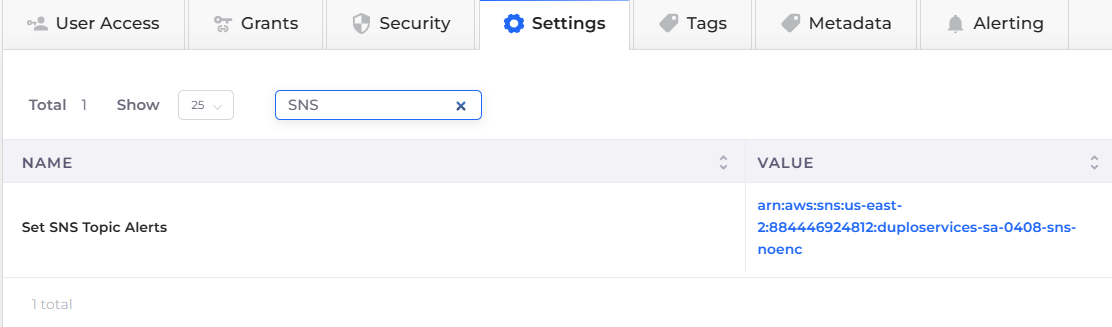 User Access
Grants
Security
Settings
Tags
Metadata
Alerting
Total 1 Show 25 SNS
NAME VALUE
Set SNS Topic Alerts
arn:aws:sns:us-east-
2:884446924812:duploservices-sa-0408-sns-
noenc
1 total